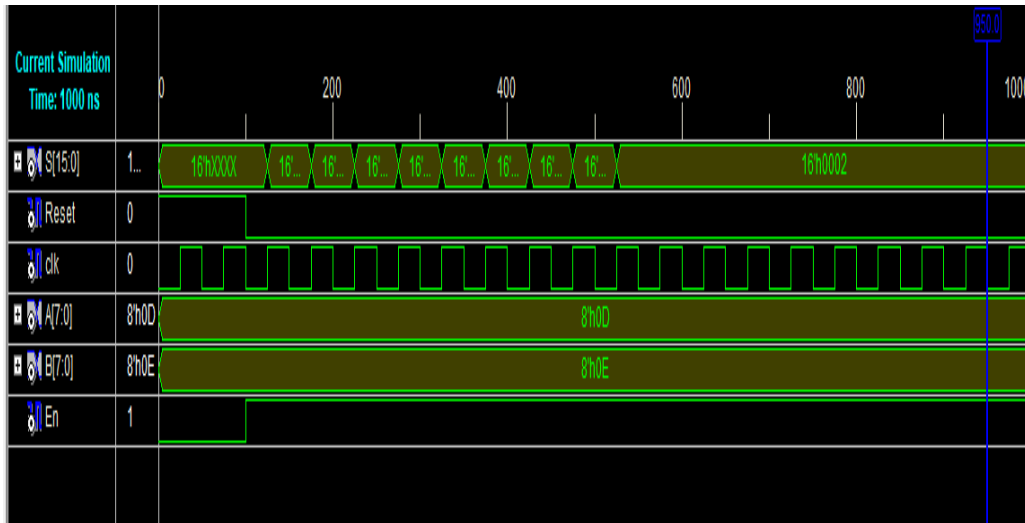 950.0
Current Simulation
Time: 1000 ns
0 200 400 600 800 1000
S[15:0] 1... 16'hXXXX 16'... 16'... 16'... 16'... 16'... 16'... 16'... 16'... 16'h0002
Reset 0
clk 0
A[7:0] 8'h0D 8'h0D
B[7:0] 8'h0E 8'h0E
En 1